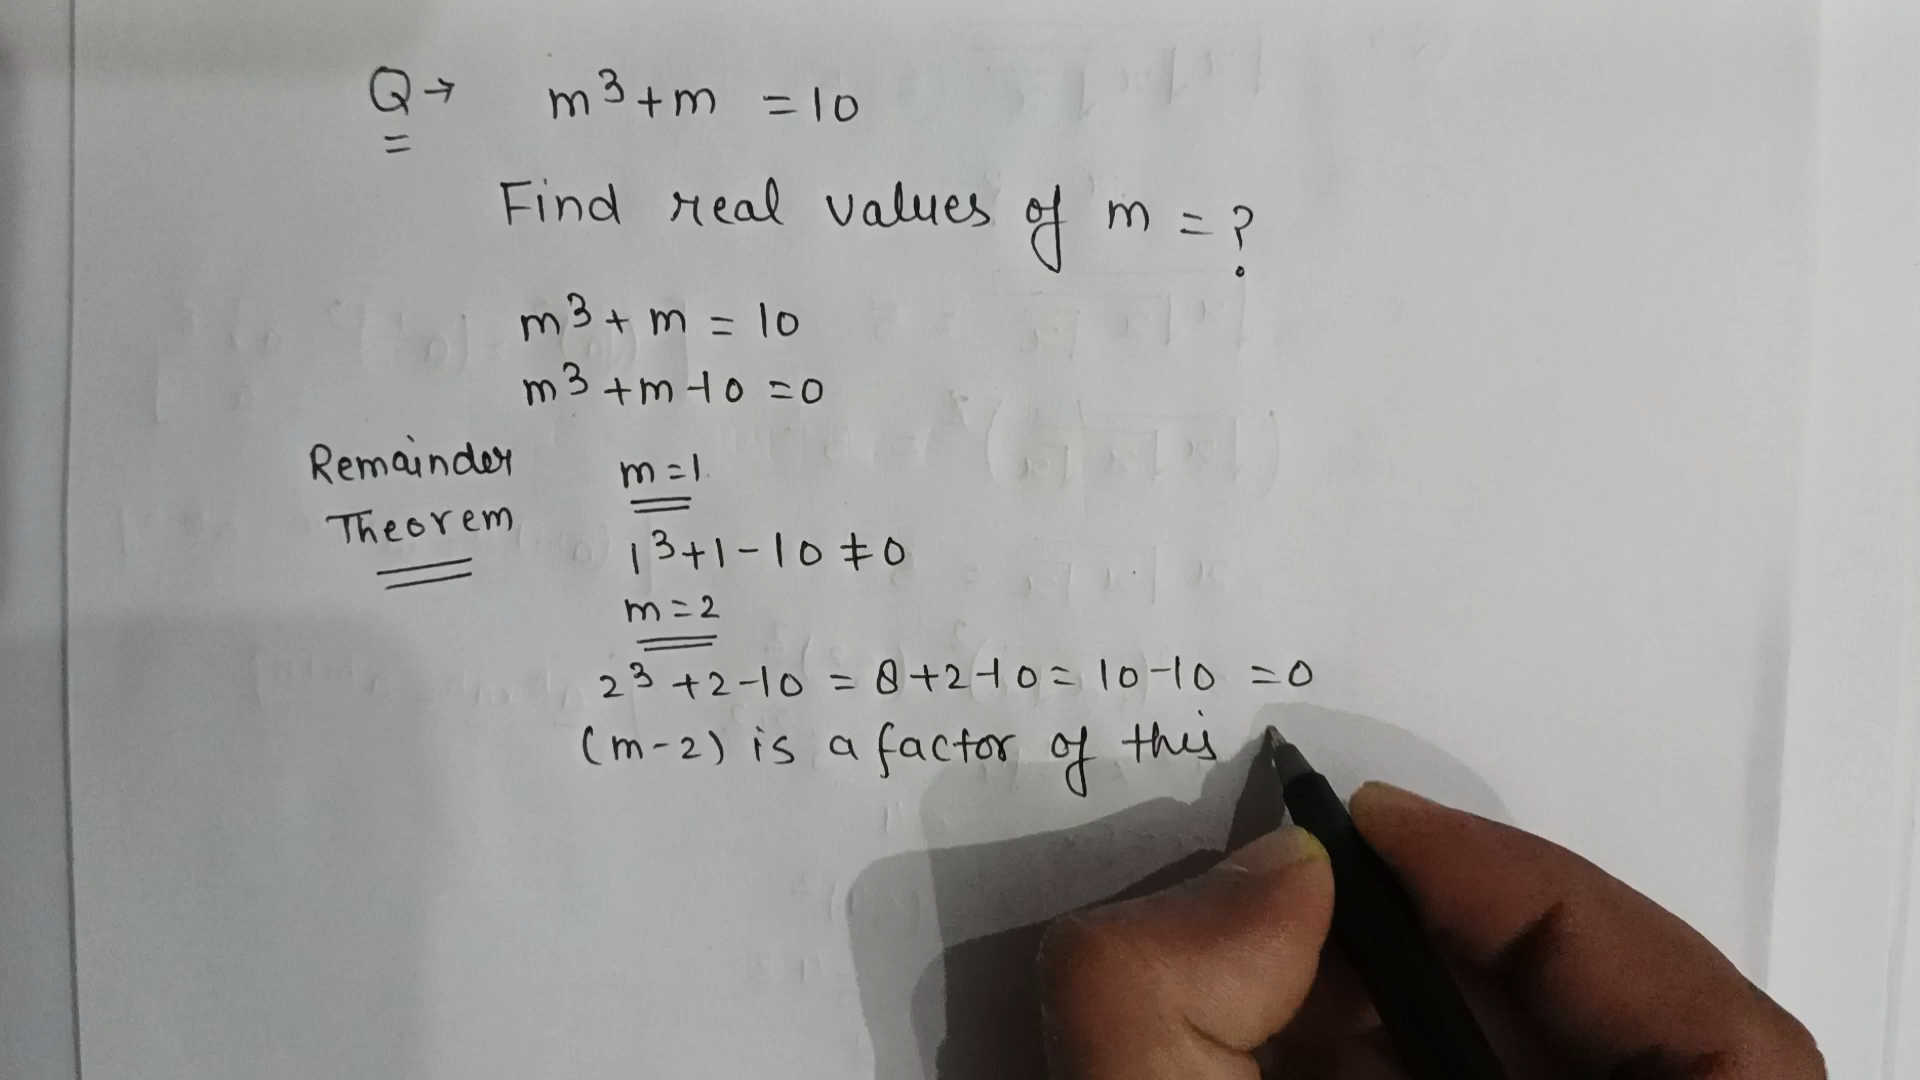 Q→ m³+m =10
Find real values of m = ?
m³+m = 10
m³+m-10 =0
Remainder Theorem
m=1
1³+1-10≠0
m=2
2³+2-10 = 8+2-10= 10-10 =0
(m-2) is a factor of this